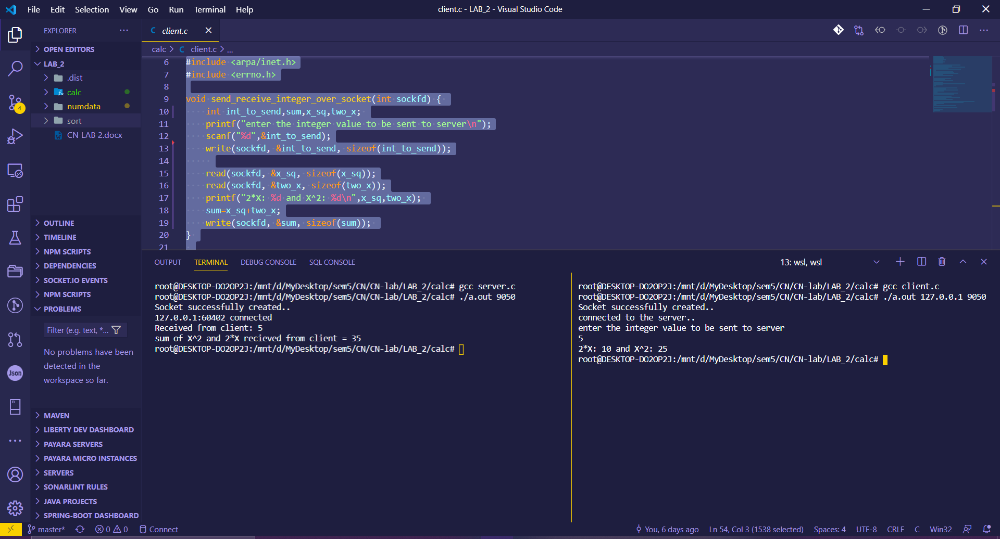 File Edit Selection View Go Run Terminal Help
client.c - LAB_2 - Visual Studio Code
EXPLORER
OPEN EDITORS
LAB_2
.dist
calc
numdata
sort
CN LAB 2.docx
OUTLINE
TIMELINE
NPM SCRIPTS
DEPENDENCIES
SOCKET.IO EVENTS
NPM SCRIPTS
PROBLEMS
Filter (e.g. text, *...
No problems have been
detected in the
workspace so far.
MAVEN
LIBERTY DEV DASHBOARD
PAYARA SERVERS
PAYARA MICRO INSTANCES
SERVERS
SONARLINT RULES
JAVA PROJECTS
SPRING-BOOT DASHBOARD
4
Json
C client.c
calc > C client.c > ...
6 #include <arpa/inet.h>
7 #include <errno.h>
8
9 void send_receive_integer_over_socket(int sockfd) {
10 int int_to_send,sum,x_sq,two_x;
11 printf("enter the integer value to be sent to server\n");
12 scanf("%d",&int_to_send);
13 write(sockfd, &int_to_send, sizeof(int_to_send));
14
15 read(sockfd, &x_sq, sizeof(x_sq));
16 read(sockfd, &two_x, sizeof(two_x));
17 printf("2*X: %d and X^2: %d\n",x_sq,two_x);
18 sum=x_sq+two_x;
19 write(sockfd, &sum, sizeof(sum));
20 }
21
OUTPUT TERMINAL DEBUG CONSOLE SQL CONSOLE
13: wsl, wsl
root@DESKTOP-DO2OP2J:/mnt/d/MyDesktop/sem5/CN/CN-lab/LAB_2/calc# gcc server.c
root@DESKTOP-DO2OP2J:/mnt/d/MyDesktop/sem5/CN/CN-lab/LAB_2/calc# ./a.out 9050
Socket successfully created..
127.0.0.1:60402 connected
Received from client: 5
sum of X^2 and 2*X recieved from client = 35
root@DESKTOP-DO2OP2J:/mnt/d/MyDesktop/sem5/CN/CN-lab/LAB_2/calc#
root@DESKTOP-DO2OP2J:/mnt/d/MyDesktop/sem5/CN/CN-lab/LAB_2/calc# gcc client.c
root@DESKTOP-DO2OP2J:/mnt/d/MyDesktop/sem5/CN/CN-lab/LAB_2/calc# ./a.out 127.0.0.1 9050
Socket successfully created..
connected to the server..
enter the integer value to be sent to server
5
2*X: 10 and X^2: 25
root@DESKTOP-DO2OP2J:/mnt/d/MyDesktop/sem5/CN/CN-lab/LAB_2/calc#
master* 0 0 Connect
You, 6 days ago Ln 54, Col 3 (1538 selected) Spaces: 4 UTF-8 CRLF C Win32